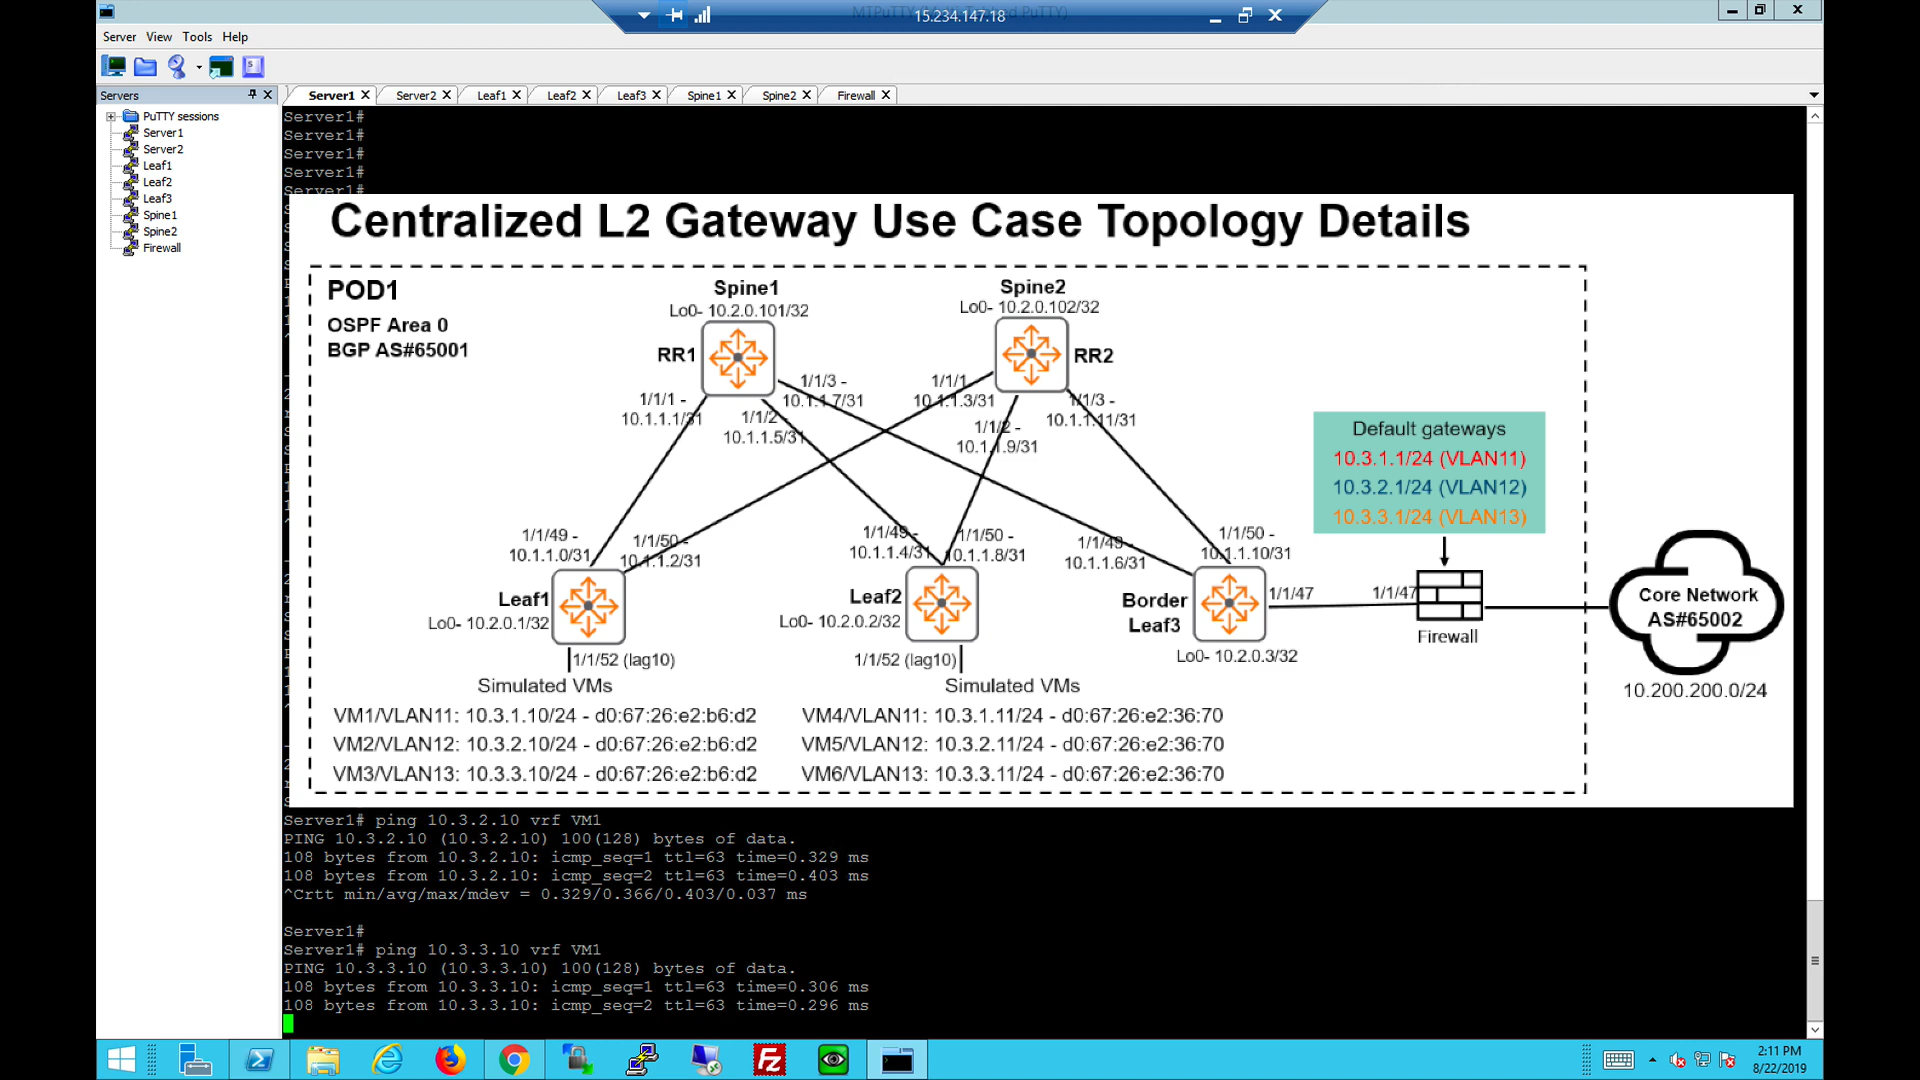 MTPuTTY (Multi-Tabbed PuTTY)
15.234.147.18
Server View Tools Help
Servers
Server1 Server2 Leaf1 Leaf2 Leaf3 Spine1 Spine2 Firewall
PuTTY sessions
Server1
Server2
Leaf1
Leaf2
Leaf3
Spine1
Spine2
Firewall
Server1#
Server1#
Server1#
Server1#
Server1#
Centralized L2 Gateway Use Case Topology Details
POD1
OSPF Area 0
BGP AS#65001
Spine1
Lo0- 10.2.0.101/32
RR1
Spine2
Lo0- 10.2.0.102/32
RR2
1/1/1 -
10.1.1.1/31
1/1/2 -
10.1.1.5/31
1/1/3 -
10.1.1.7/31
1/1/1
10.1.1.3/31
1/1/2 -
10.1.1.9/31
1/1/3 -
10.1.1.11/31
Default gateways
10.3.1.1/24 (VLAN11)
10.3.2.1/24 (VLAN12)
10.3.3.1/24 (VLAN13)
1/1/49 -
10.1.1.0/31
1/1/50 -
10.1.1.2/31
1/1/49 -
10.1.1.4/31
1/1/50 -
10.1.1.8/31
1/1/49 -
10.1.1.6/31
1/1/50 -
10.1.1.10/31
Leaf1
Lo0- 10.2.0.1/32
1/1/52 (lag10)
Leaf2
Lo0- 10.2.0.2/32
1/1/52 (lag10)
Border
Leaf3
Lo0- 10.2.0.3/32
1/1/47
1/1/47
Firewall
Core Network
AS#65002
10.200.200.0/24
Simulated VMs
VM1/VLAN11: 10.3.1.10/24 - d0:67:26:e2:b6:d2
VM2/VLAN12: 10.3.2.10/24 - d0:67:26:e2:b6:d2
VM3/VLAN13: 10.3.3.10/24 - d0:67:26:e2:b6:d2
Simulated VMs
VM4/VLAN11: 10.3.1.11/24 - d0:67:26:e2:36:70
VM5/VLAN12: 10.3.2.11/24 - d0:67:26:e2:36:70
VM6/VLAN13: 10.3.3.11/24 - d0:67:26:e2:36:70
Server1# ping 10.3.2.10 vrf VM1
PING 10.3.2.10 (10.3.2.10) 100(128) bytes of data.
108 bytes from 10.3.2.10: icmp_seq=1 ttl=63 time=0.329 ms
108 bytes from 10.3.2.10: icmp_seq=2 ttl=63 time=0.403 ms
^Crtt min/avg/max/mdev = 0.329/0.366/0.403/0.037 ms
Server1#
Server1# ping 10.3.3.10 vrf VM1
PING 10.3.3.10 (10.3.3.10) 100(128) bytes of data.
108 bytes from 10.3.3.10: icmp_seq=1 ttl=63 time=0.306 ms
108 bytes from 10.3.3.10: icmp_seq=2 ttl=63 time=0.296 ms
2:11 PM
8/22/2019